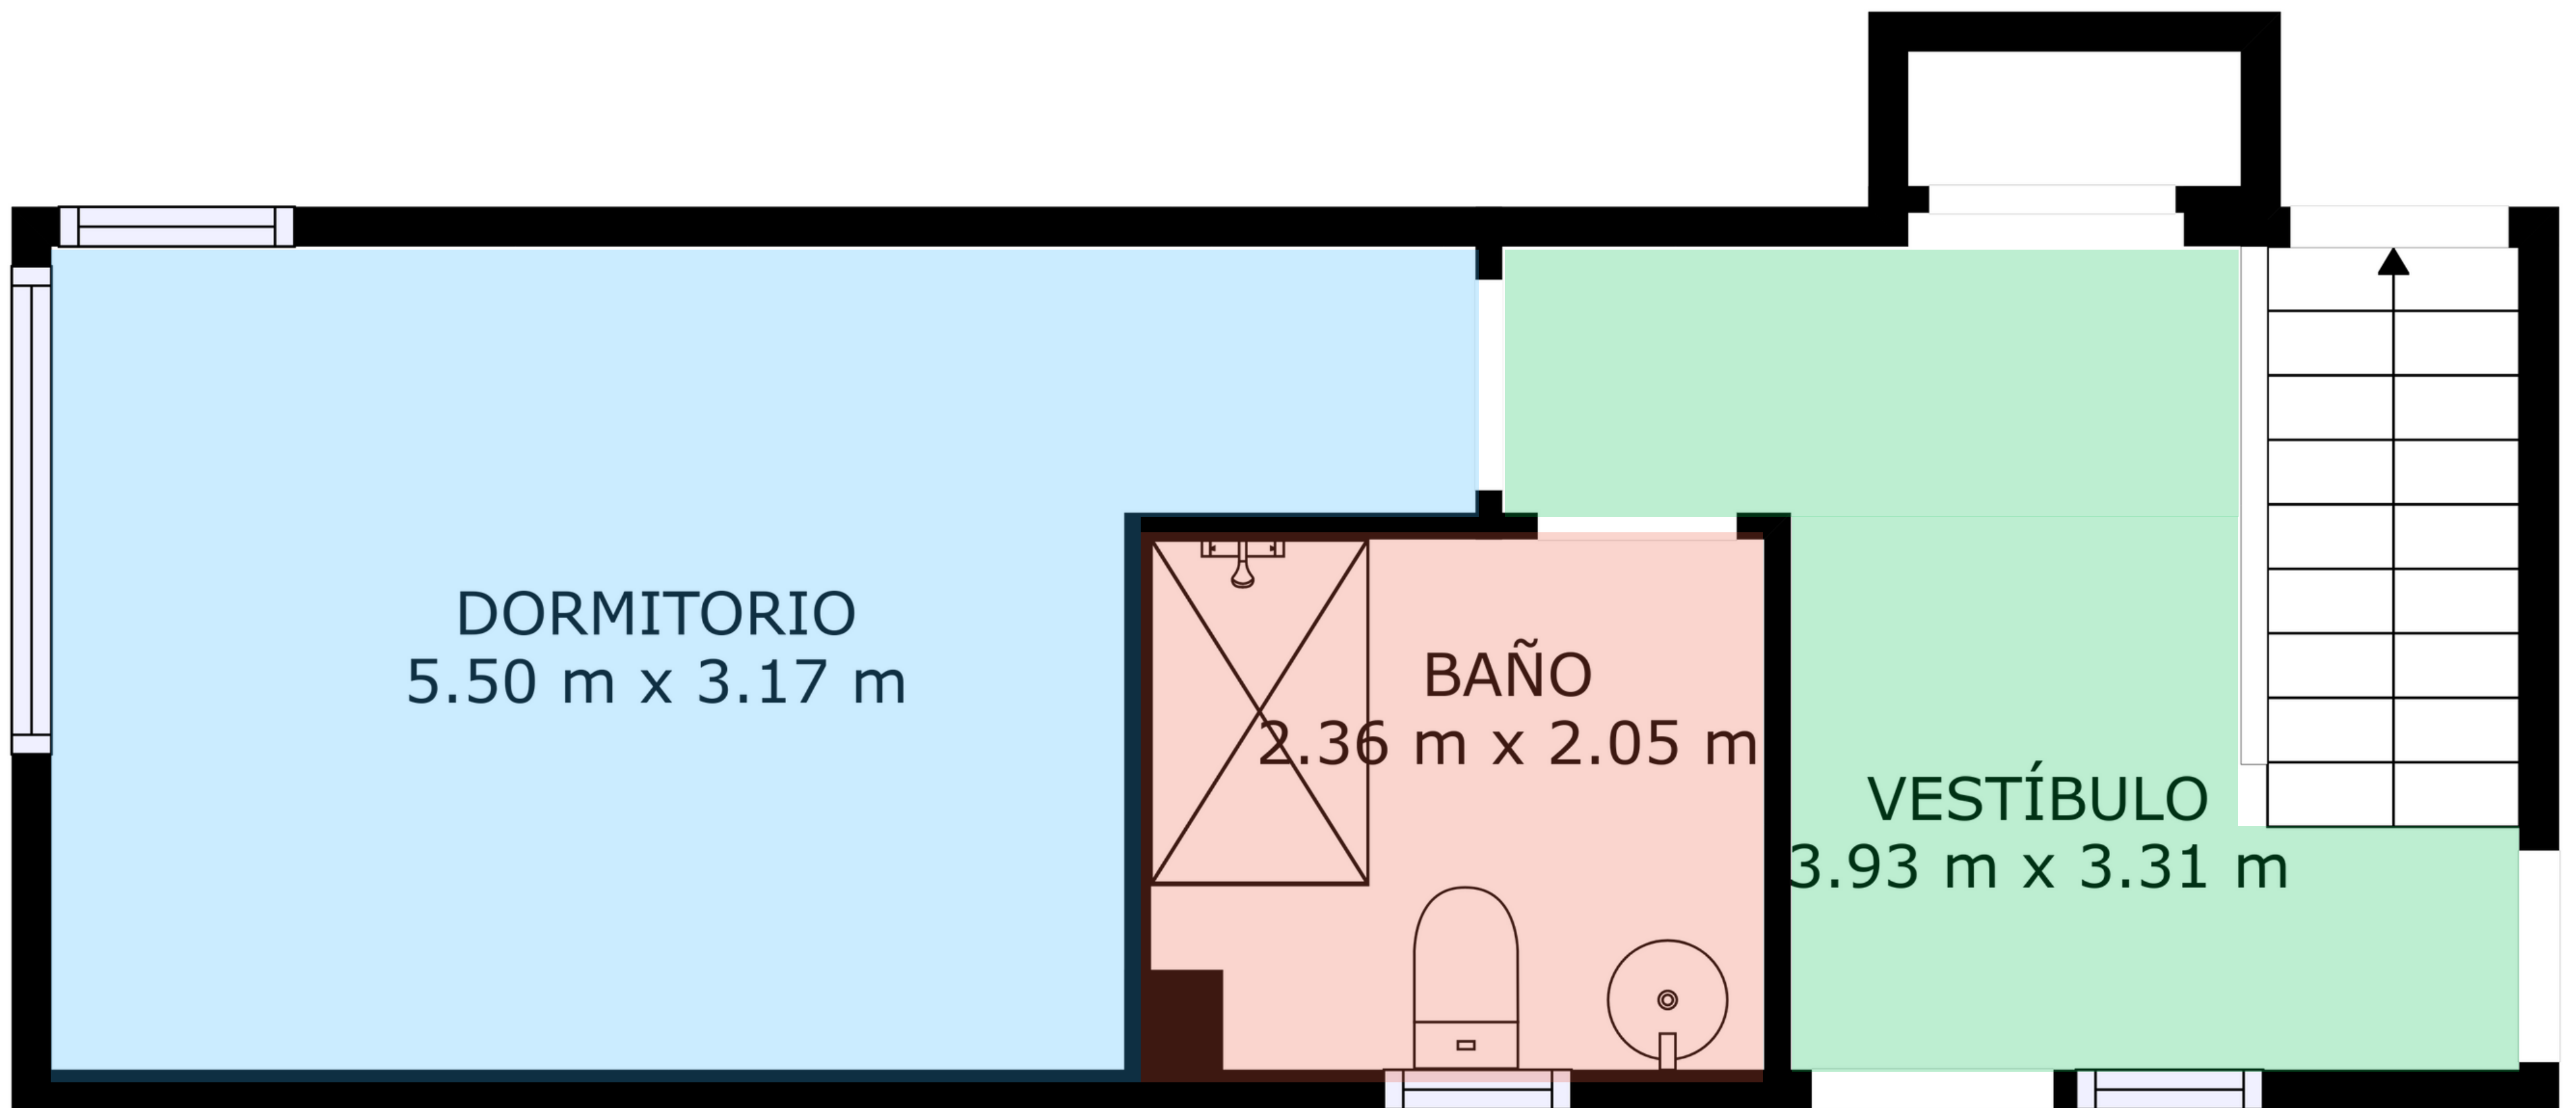 DORMITORIO
5.50 m x 3.17 m
BAÑO
2.36 m x 2.05 m
VESTÍBULO
3.93 m x 3.31 m